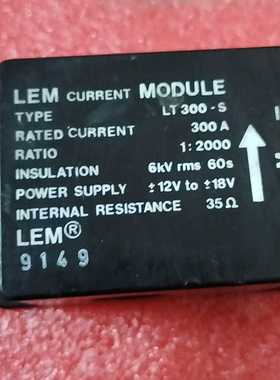 LEM CURRENT MODULE
TYPE LT 300-S
RATED CURRENT 300 A
RATIO 1:2000
INSULATION 6kV rms 60s
POWER SUPPLY ±12V to ±18V
INTERNAL RESISTANCE 35Ω
LEM®
9149